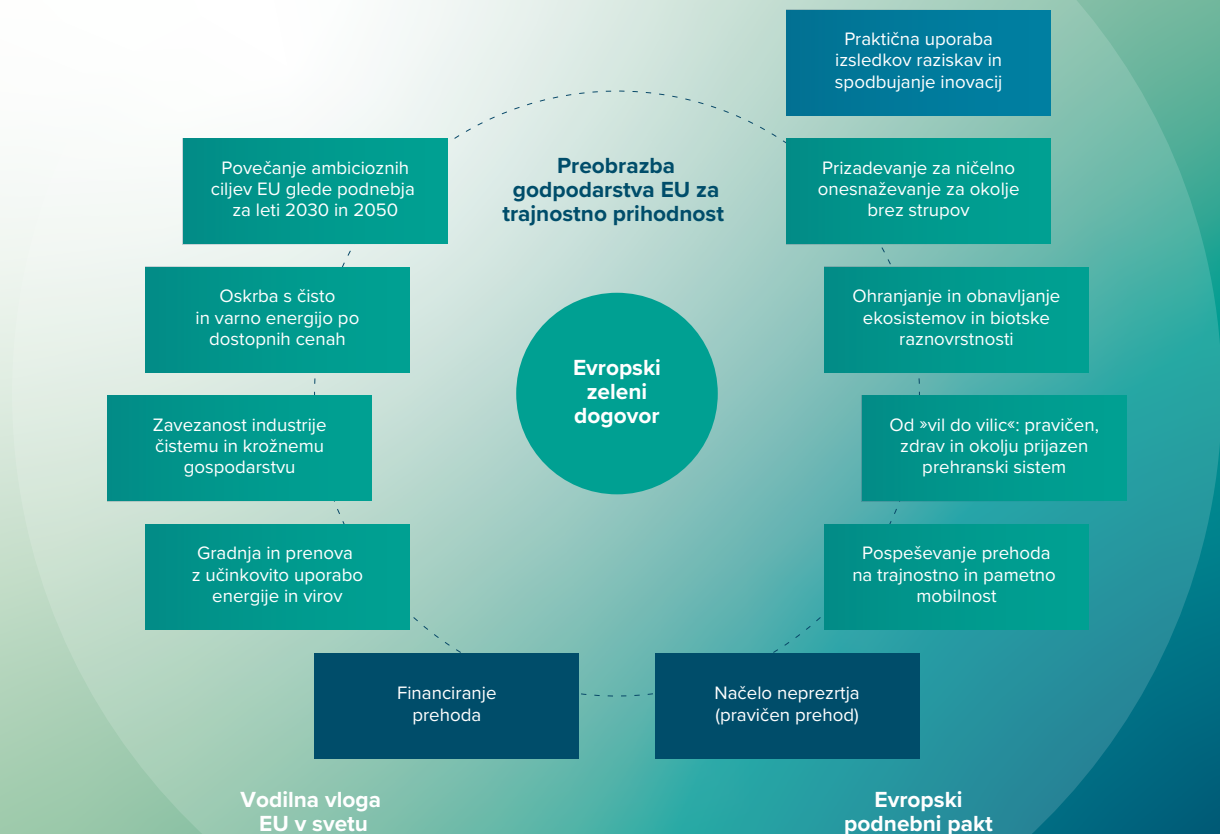 Praktična uporaba
izsledkov raziskav in
spodbujanje inovacij
Povečanje ambicioznih
ciljev EU glede podnebja
za leti 2030 in 2050
Preobrazba
godpodarstva EU za
trajnostno prihodnost
Prizadevanje za ničelno
onesnaževanje za okolje
brez strupov
Oskrba s čisto
in varno energijo po
dostopnih cenah
Ohranjanje in obnavljanje
ekosistemov in biotske
raznovrstnosti
Evropski
zeleni
dogovor
Zavezanost industrije
čistemu in krožnemu
gospodarstvu
Od »vil do vilic«: pravičen,
zdrav in okolju prijazen
prehranski sistem
Gradnja in prenova
z učinkovito uporabo
energije in virov
Pospeševanje prehoda
na trajnostno in pametno
mobilnost
Financiranje
prehoda
Načelo neprezrtja
(pravičen prehod)
Vodilna vloga
EU v svetu
Evropski
podnebni pakt